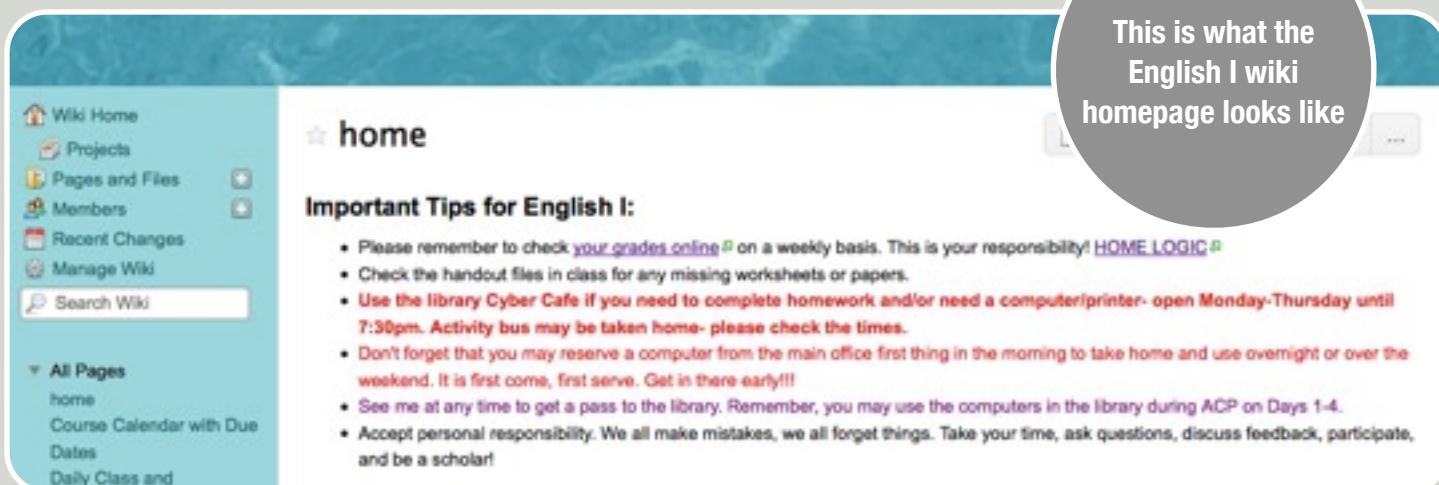 This is what the
English I wiki
homepage looks like
Wiki Home
Projects
Pages and Files
Members
Recent Changes
Manage Wiki
Search Wiki
All Pages
home
Course Calendar with Due
Dates
Daily Class and
home
...
Important Tips for English I:
• Please remember to check your grades online on a weekly basis. This is your responsibility! HOME LOGIC
• Check the handout files in class for any missing worksheets or papers.
• Use the library Cyber Cafe if you need to complete homework and/or need a computer/printer- open Monday-Thursday until
7:30pm. Activity bus may be taken home- please check the times.
• Don't forget that you may reserve a computer from the main office first thing in the morning to take home and use overnight or over the
weekend. It is first come, first serve. Get in there early!!!
• See me at any time to get a pass to the library. Remember, you may use the computers in the library during ACP on Days 1-4.
• Accept personal responsibility. We all make mistakes, we all forget things. Take your time, ask questions, discuss feedback, participate,
and be a scholar!